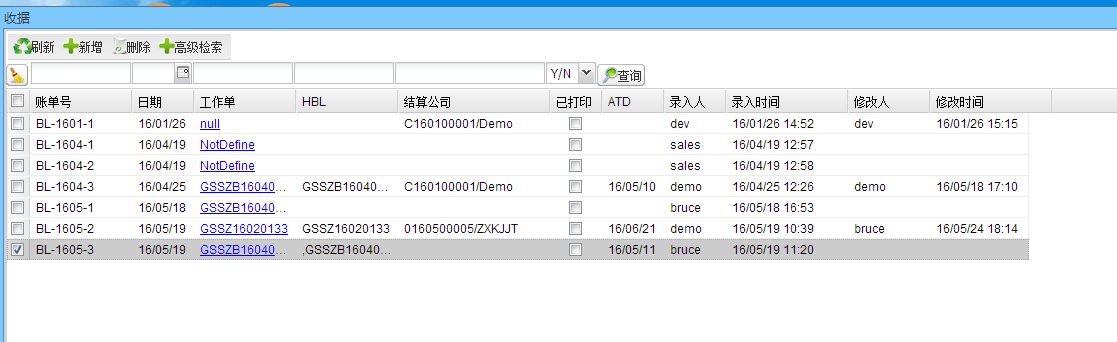 收据
刷新 新增 删除 高级检索
Y/N 查询
账单号 日期 工作单 HBL 结算公司 已打印 ATD 录入人 录入时间 修改人 修改时间
BL-1601-1 16/01/26 null C160100001/Demo dev 16/01/26 14:52 dev 16/01/26 15:15
BL-1604-1 16/04/19 NotDefine sales 16/04/19 12:57
BL-1604-2 16/04/19 NotDefine sales 16/04/19 12:58
BL-1604-3 16/04/25 GSSZB16040... GSSZB16040... C160100001/Demo 16/05/10 demo 16/04/25 12:26 demo 16/05/18 17:10
BL-1605-1 16/05/18 GSSZB16040... bruce 16/05/18 16:53
BL-1605-2 16/05/19 GSSZ16020133 GSSZ16020133 0160500005/ZXKJJT 16/06/21 demo 16/05/19 10:39 bruce 16/05/24 18:14
BL-1605-3 16/05/19 GSSZB16040... ,GSSZB16040... 16/05/11 bruce 16/05/19 11:20